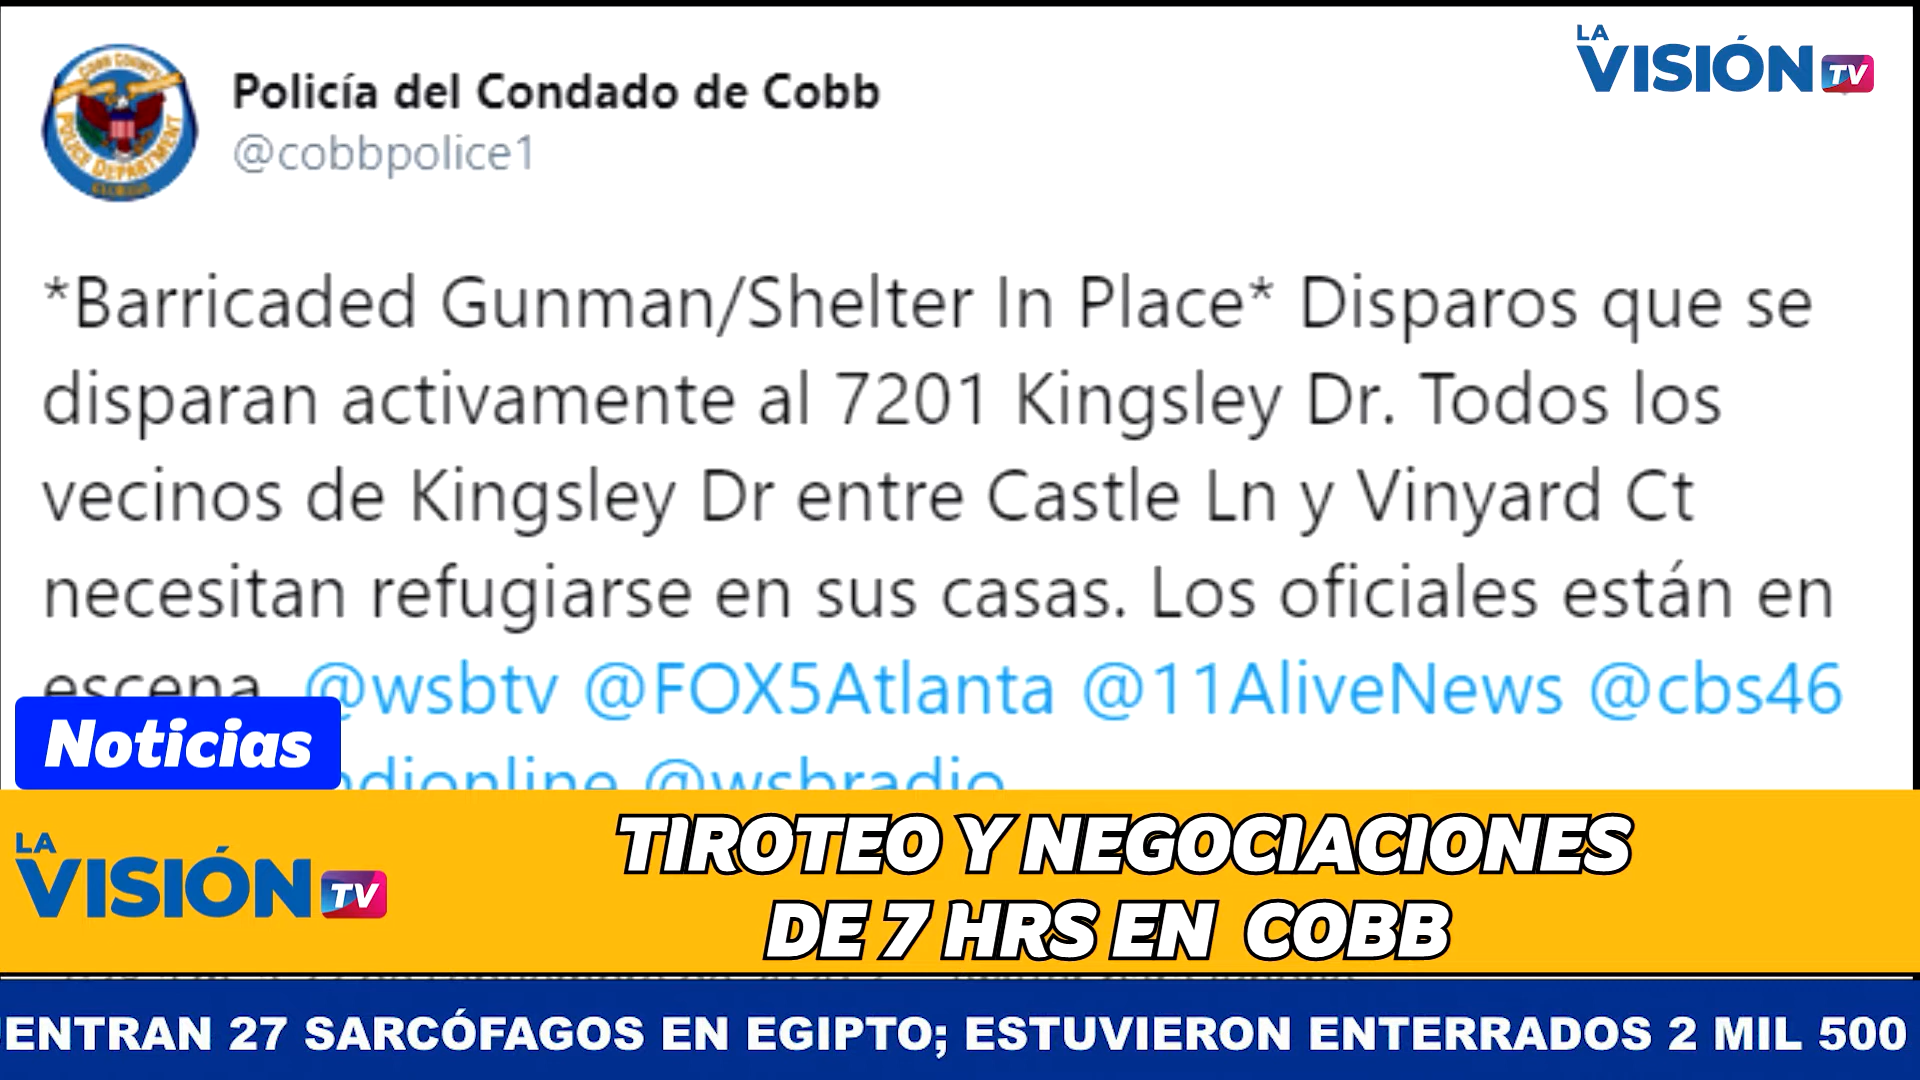 LA
VISIÓN TV
Policía del Condado de Cobb
@cobbpolice1
*Barricaded Gunman/Shelter In Place* Disparos que se
disparan activamente al 7201 Kingsley Dr. Todos los
vecinos de Kingsley Dr entre Castle Ln y Vinyard Ct
necesitan refugiarse en sus casas. Los oficiales están en
escena @wsbtv @FOX5Atlanta @11AliveNews @cbs46
@wsbradio
Noticias
LA
VISIÓN TV
TIROTEO Y NEGOCIACIONES
DE 7 HRS EN COBB
ENTRAN 27 SARCÓFAGOS EN EGIPTO; ESTUVIERON ENTERRADOS 2 MIL 500